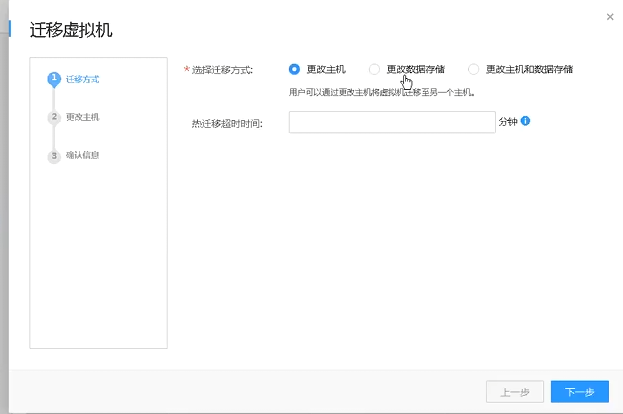 迁移虚拟机
1 迁移方式
2 更改主机
3 确认信息
*选择迁移方式: 更改主机 更改数据存储 更改主机和数据存储
用户可以通过更改主机将虚拟机迁移至另一个主机。
热迁移超时时间: 分钟
上一步 下一步